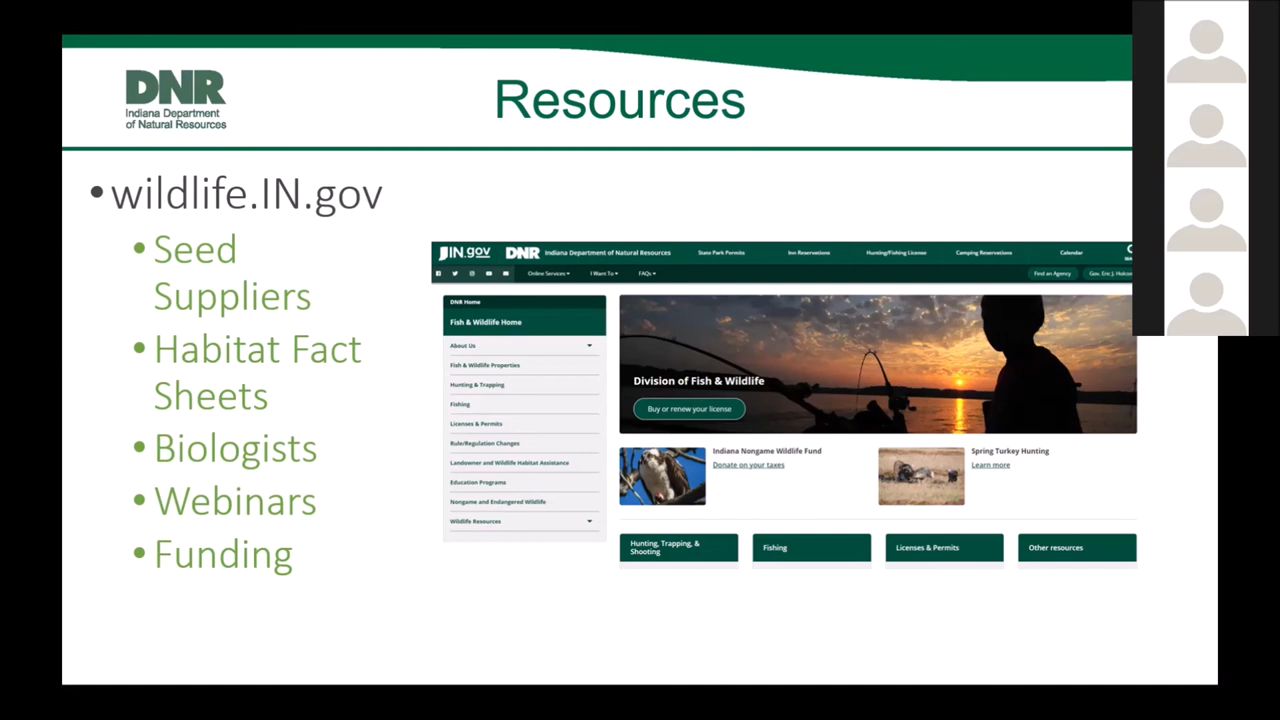 DNR
Indiana Department
of Natural Resources
Resources
• wildlife.IN.gov
• Seed
Suppliers
• Habitat Fact
Sheets
• Biologists
• Webinars
• Funding
IN.gov DNR Indiana Department of Natural Resources State Park Permits Inn Reservations Hunting/Fishing License Camping Reservations Calendar
Online Services I Want To FAQs Find an Agency Gov. Eric J. Holcom
DNR Home
Fish & Wildlife Home
About Us
Fish & Wildlife Properties
Hunting & Trapping
Fishing
Licenses & Permits
Rule/Regulation Changes
Landowner and Wildlife Habitat Assistance
Education Programs
Nongame and Endangered Wildlife
Wildlife Resources
Division of Fish & Wildlife
Buy or renew your license
Indiana Nongame Wildlife Fund
Donate on your taxes
Spring Turkey Hunting
Learn more
Hunting, Trapping, &
Shooting
Fishing
Licenses & Permits
Other resources